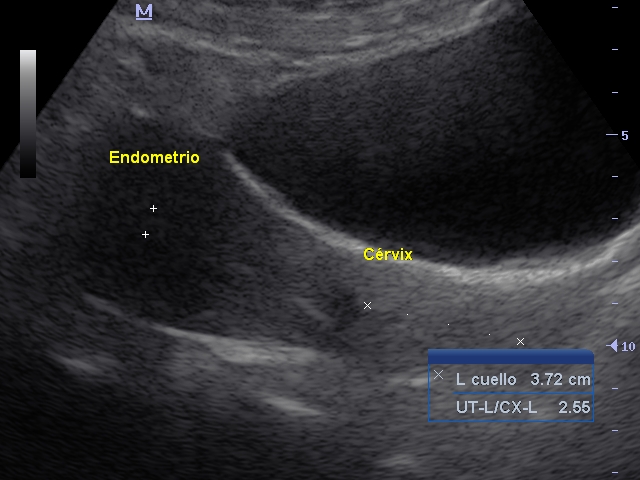 M
5
Endometrio
Cérvix
10
L cuello 3.72 cm
UT-L/CX-L 2.55